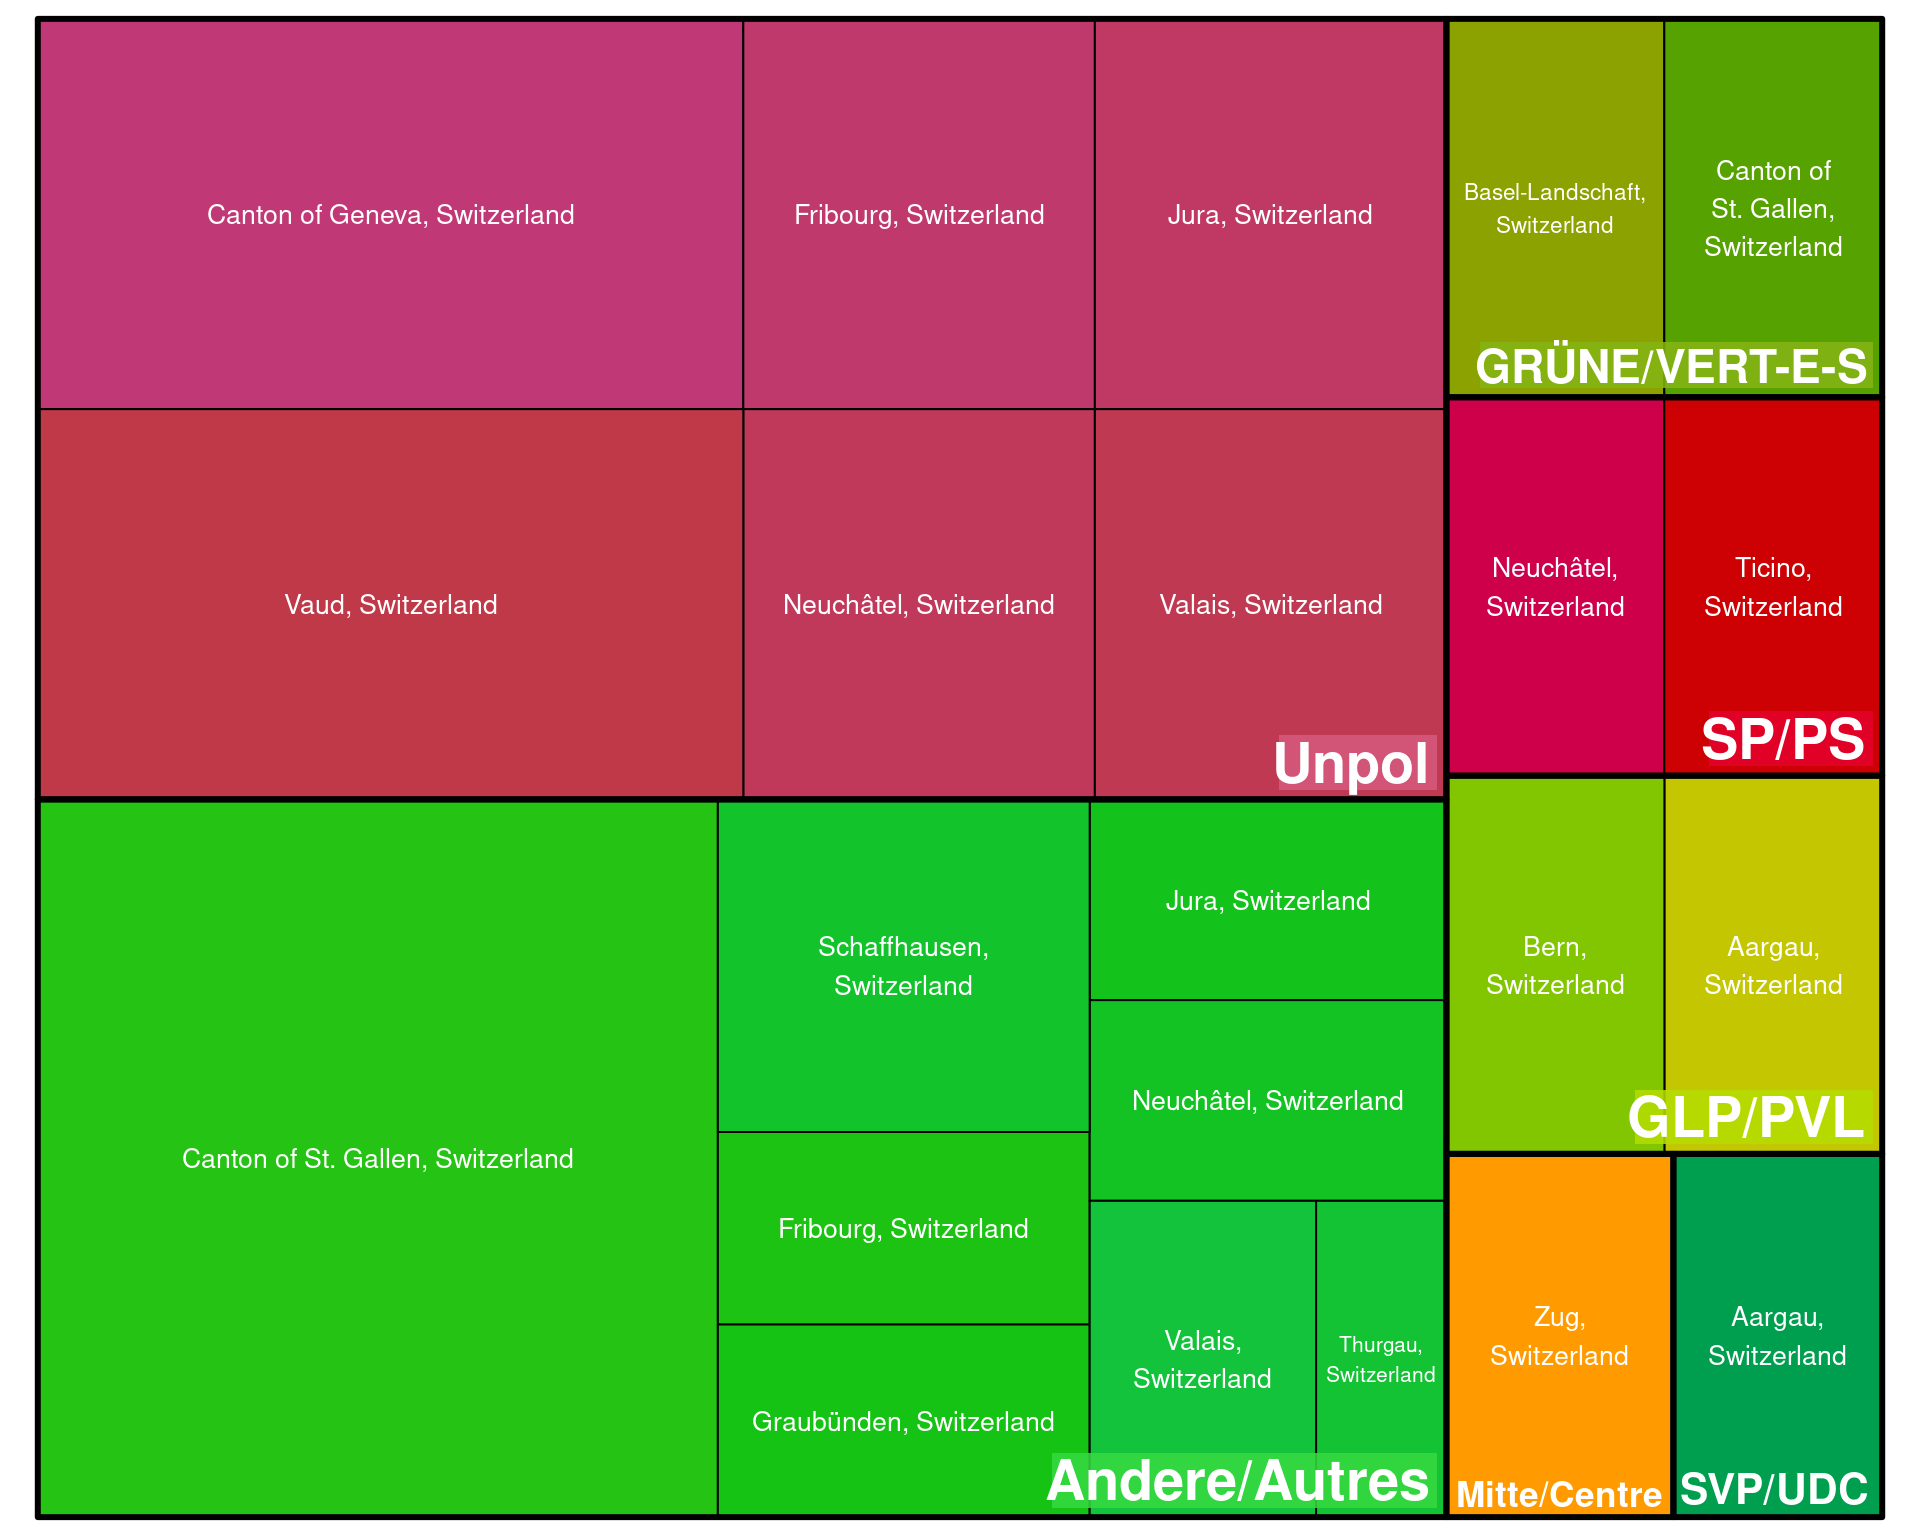 Canton of Geneva, Switzerland
Fribourg, Switzerland
Jura, Switzerland
Vaud, Switzerland
Neuchâtel, Switzerland
Valais, Switzerland
Unpol
Canton of St. Gallen, Switzerland
Schaffhausen,
Switzerland
Fribourg, Switzerland
Graubünden, Switzerland
Jura, Switzerland
Neuchâtel, Switzerland
Valais,
Switzerland
Thurgau,
Switzerland
Andere/Autres
Basel-Landschaft,
Switzerland
Canton of
St. Gallen,
Switzerland
GRÜNE/VERT-E-S
Neuchâtel,
Switzerland
Ticino,
Switzerland
SP/PS
Bern,
Switzerland
Aargau,
Switzerland
GLP/PVL
Zug,
Switzerland
Mitte/Centre
Aargau,
Switzerland
SVP/UDC